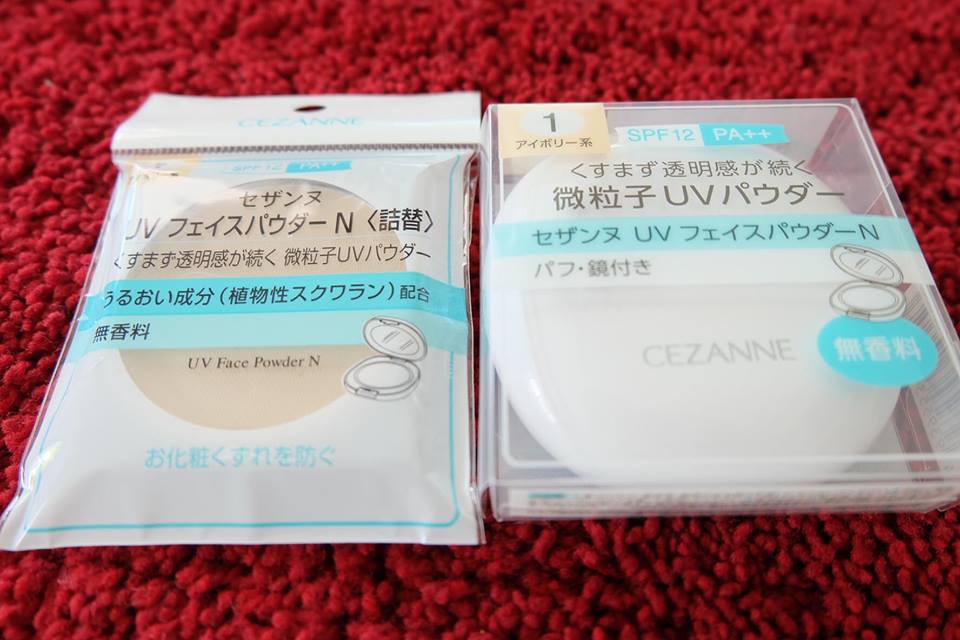 CEZANNE
SPF12 PA++
セザンヌ
UV フェイスパウダー N〈詰替〉
くすまず透明感が続く 微粒子UVパウダー
うるおい成分（植物性スクワラン）配合
無香料
UV Face Powder N
お化粧くずれを防ぐ
1
アイボリー系
SPF12 PA++
くすまず透明感が続く
微粒子UVパウダー
セザンヌ UV フェイスパウダーN
パフ・鏡付き
CEZANNE
無香料